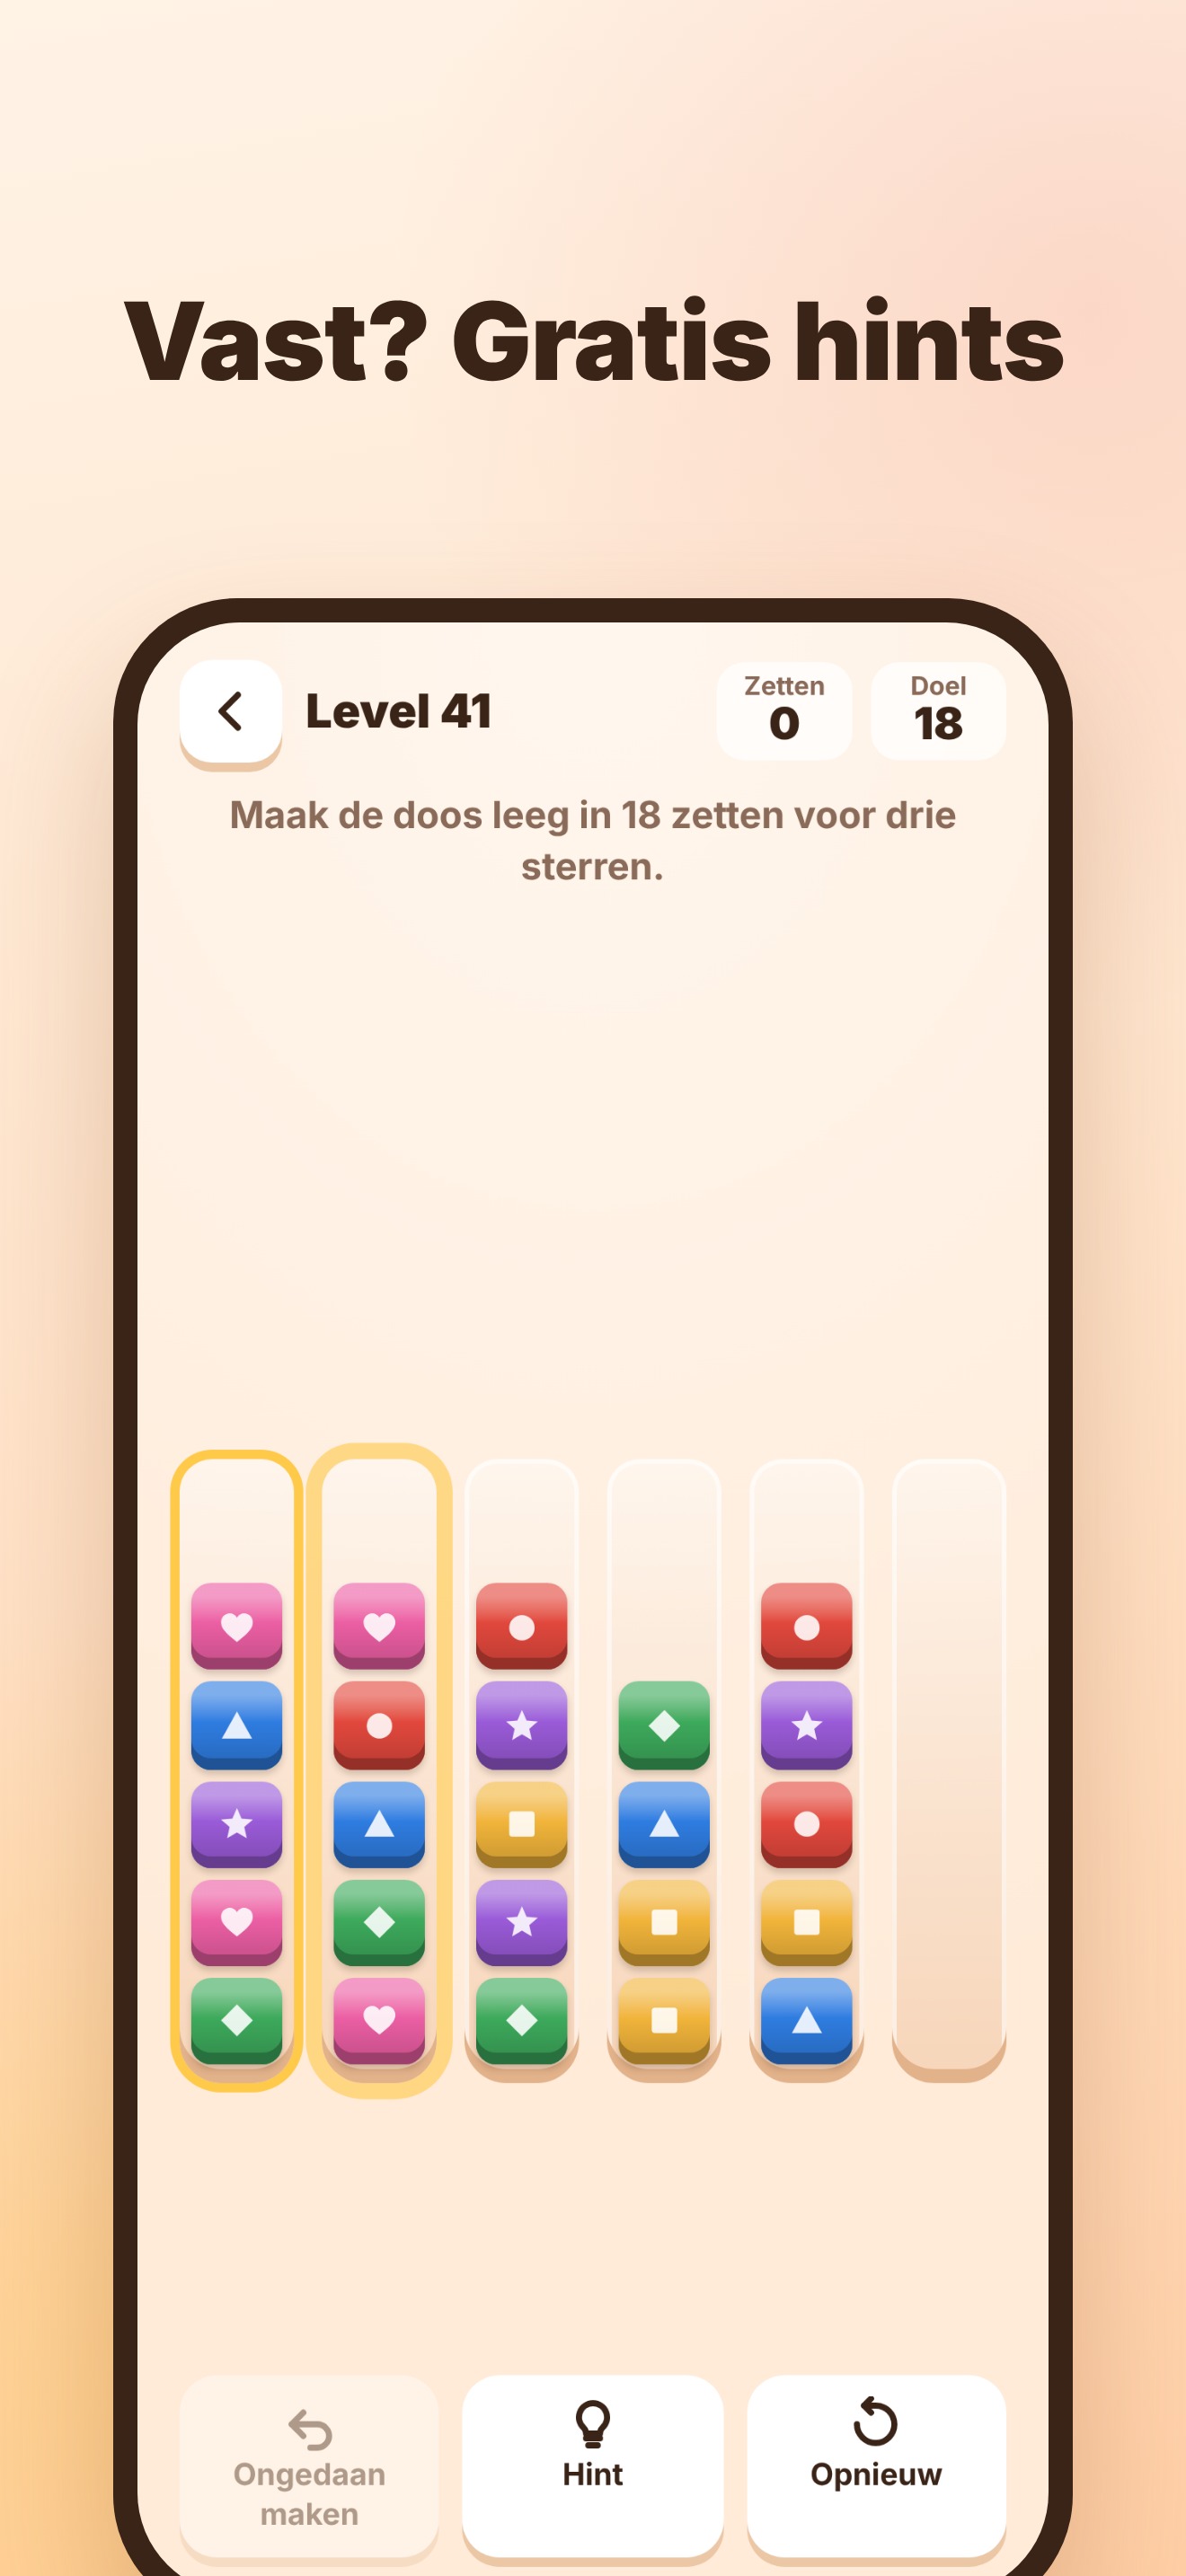 Vast? Gratis hints
Level 41
Zetten
0
Doel
18
Maak de doos leeg in 18 zetten voor drie
sterren.
Ongedaan
maken
Hint
Opnieuw